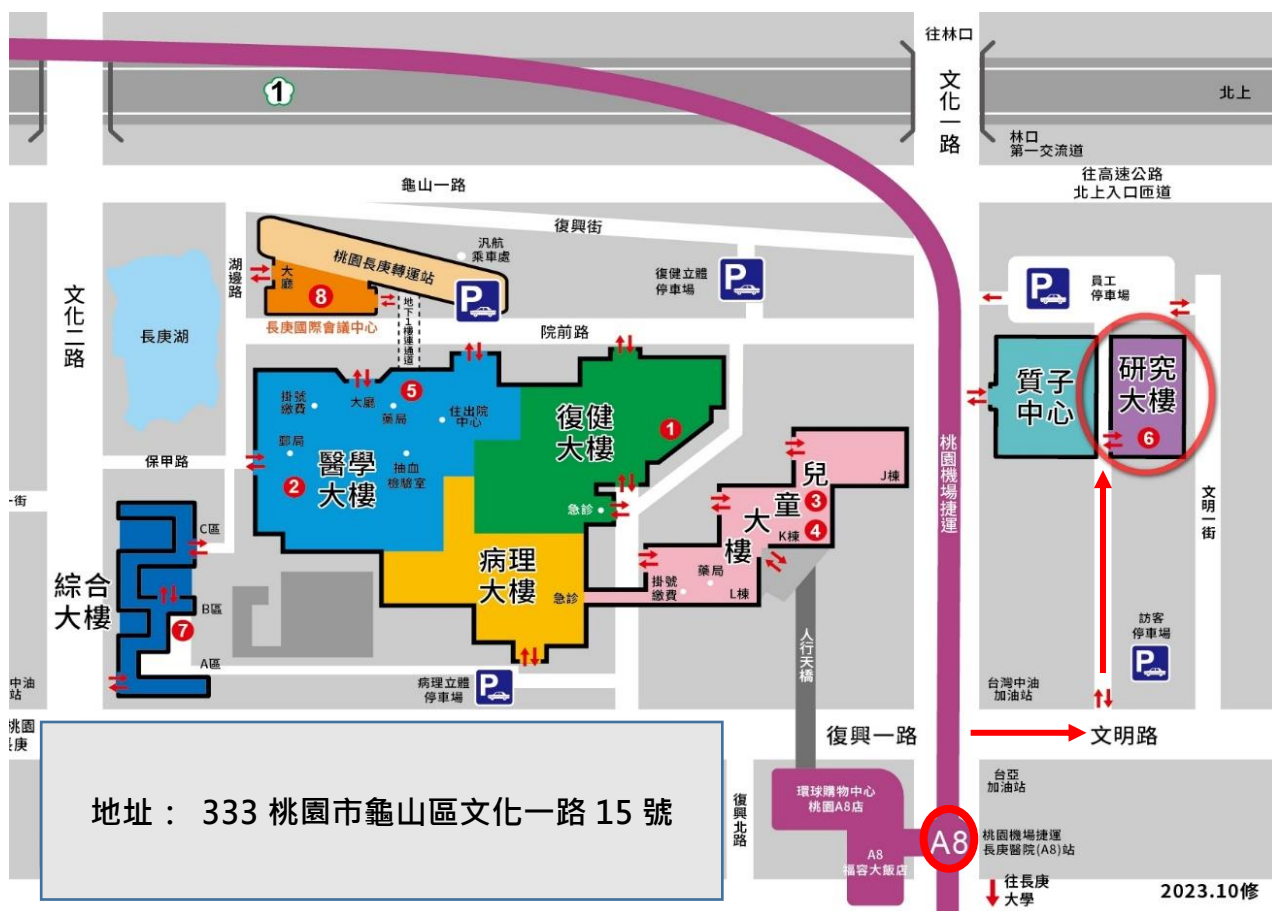 往林口
文化一路
1
北上
林口
第一交流道
龜山一路
往高速公路
北上入口匝道
復興街
汎航
乘車處
桃園長庚轉運站
湖邊路
大廳
8
P
復健立體
停車場
P
P
員工
停車場
文化二路
長庚湖
長庚國際會議中心
地下1樓連通道
院前路
質子
中心
研究
大樓
6
掛號
繳費
大廳
5
藥局
住出院
中心
復健
大樓
1
桃園機場捷運
郵局
醫學
大樓
2
抽血
檢驗室
保甲路
兒童大樓
3
4
J棟
K棟
L棟
文明一街
一街
急診
C區
綜合
大樓
B區
7
A區
病理
大樓
急診
掛號
繳費
藥局
人行天橋
訪客
停車場
P
中油
站
病理立體
停車場
P
台灣中油
加油站
桃園
長庚
復興一路
文明路
地址： 333 桃園市龜山區文化一路 15 號
復興北路
環球購物中心
桃園A8店
台亞
加油站
A8
福容大飯店
A8
桃園機場捷運
長庚醫院(A8)站
往長庚
大學
2023.10修